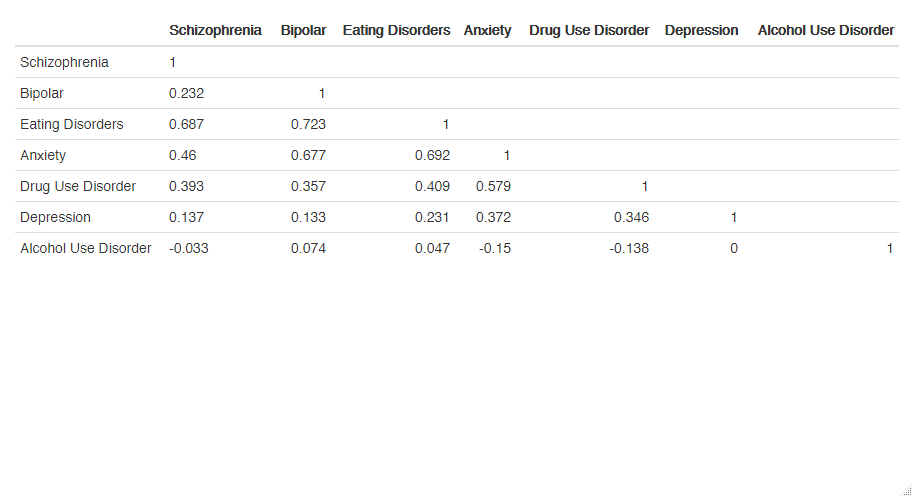 Schizophrenia Bipolar Eating Disorders Anxiety Drug Use Disorder Depression Alcohol Use Disorder
Schizophrenia 1
Bipolar 0.232 1
Eating Disorders 0.687 0.723 1
Anxiety 0.46 0.677 0.692 1
Drug Use Disorder 0.393 0.357 0.409 0.579 1
Depression 0.137 0.133 0.231 0.372 0.346 1
Alcohol Use Disorder -0.033 0.074 0.047 -0.15 -0.138 0 1